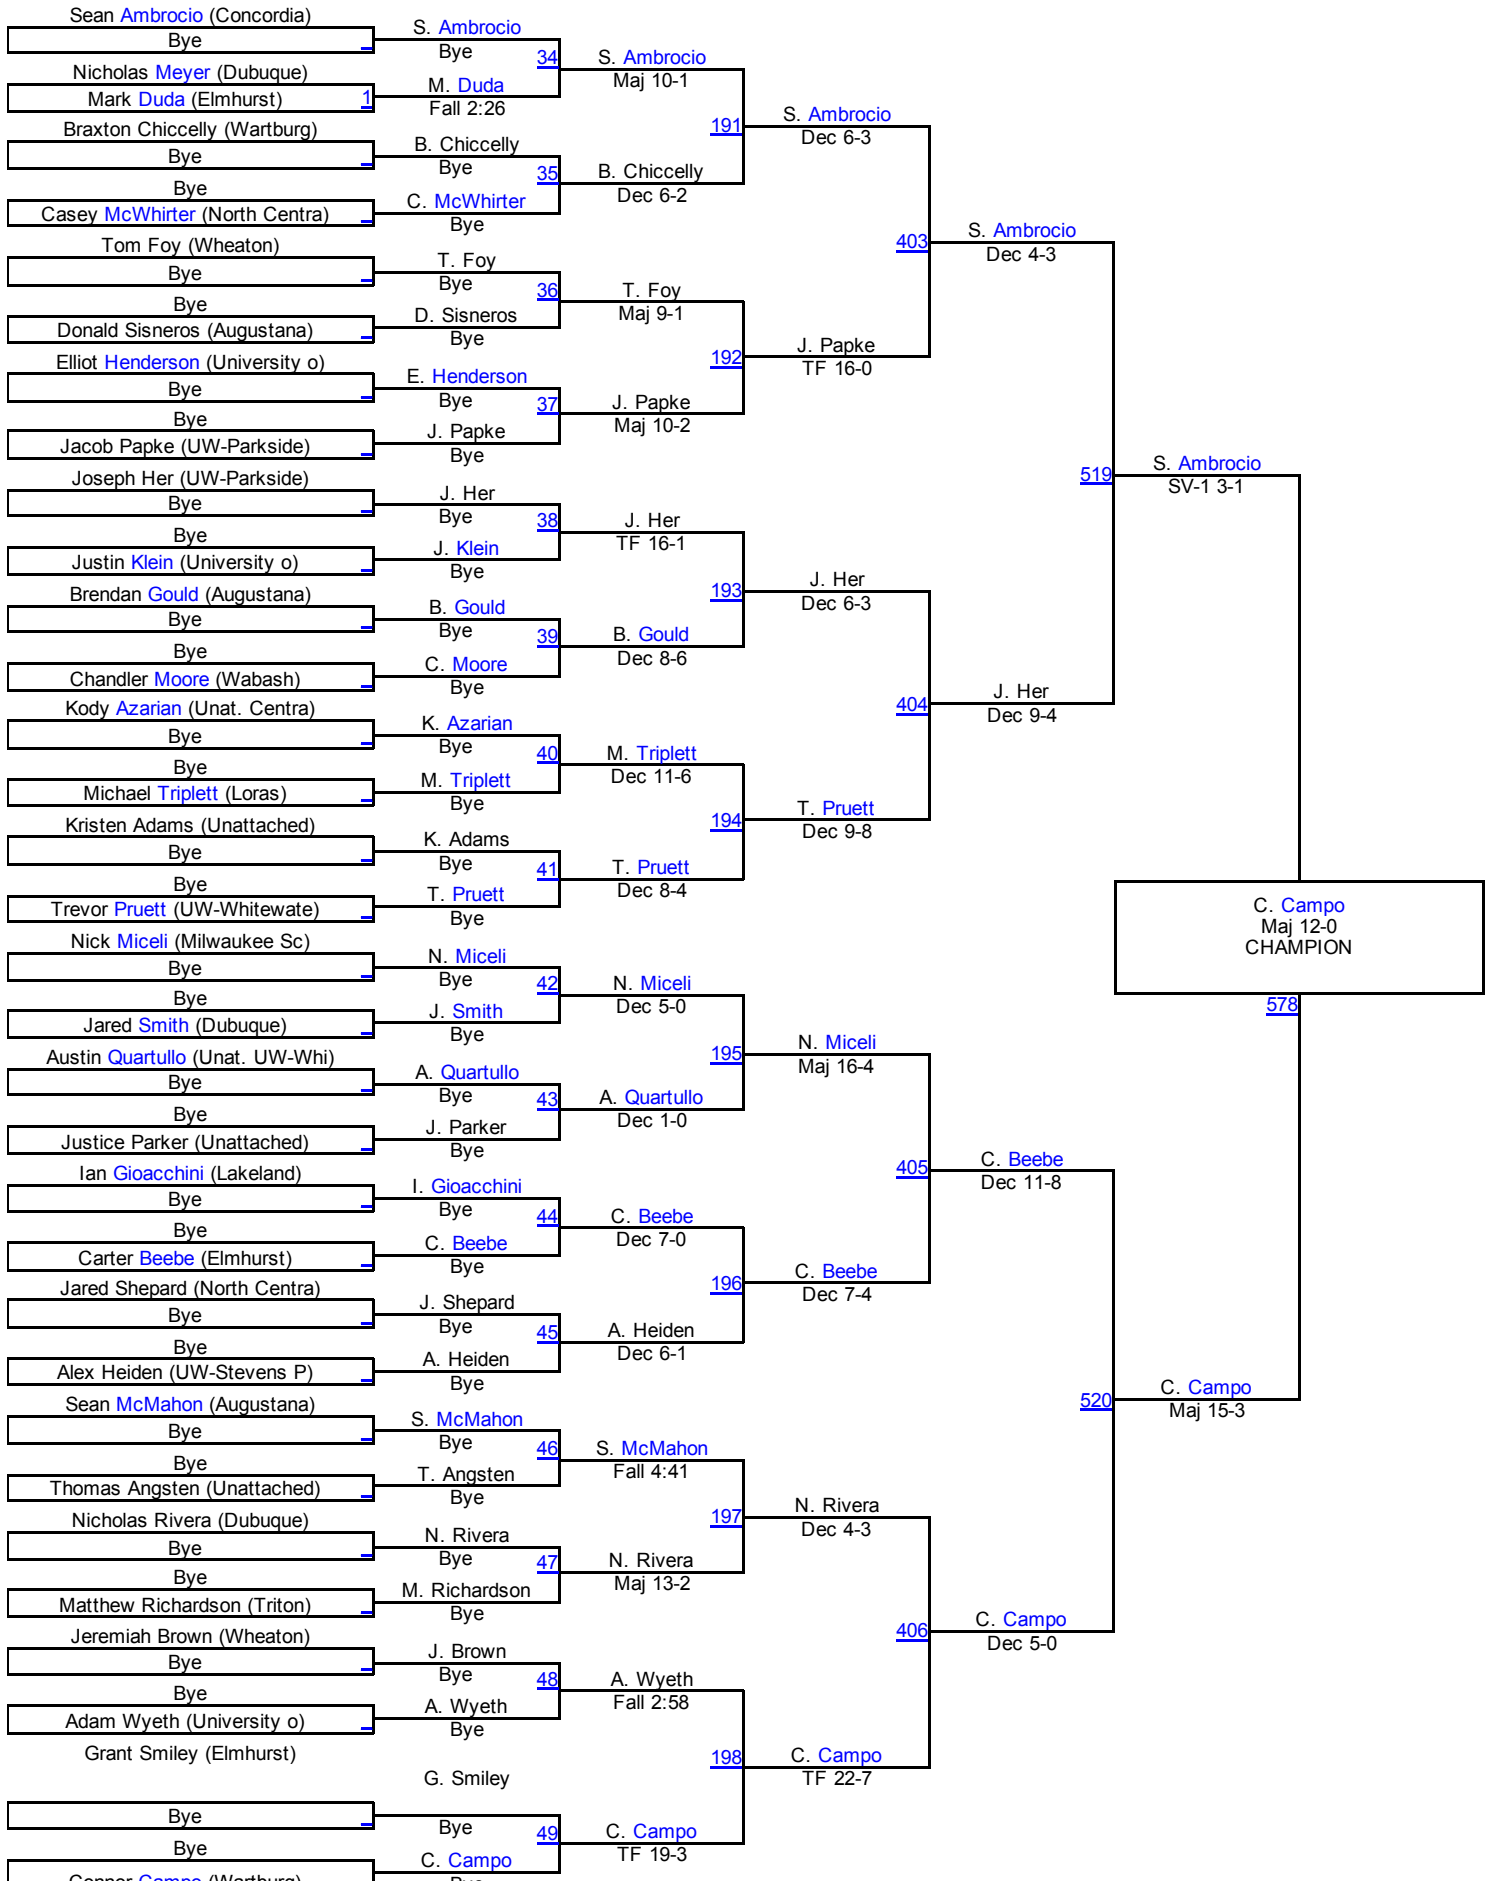 Sean Ambrocio (Concordia)
Bye
Nicholas Meyer (Dubuque)
Mark Duda (Elmhurst) 1
Braxton Chiccelly (Wartburg)
Bye
Bye
Casey McWhirter (North Centra)
Tom Foy (Wheaton)
Bye
Bye
Donald Sisneros (Augustana)
Elliot Henderson (University o)
Bye
Bye
Jacob Papke (UW-Parkside)
Joseph Her (UW-Parkside)
Bye
Bye
Justin Klein (University o)
Brendan Gould (Augustana)
Bye
Bye
Chandler Moore (Wabash)
Kody Azarian (Unat. Centra)
Bye
Bye
Michael Triplett (Loras)
Kristen Adams (Unattached)
Bye
Bye
Trevor Pruett (UW-Whitewate)
Nick Miceli (Milwaukee Sc)
Bye
Bye
Jared Smith (Dubuque)
Austin Quartullo (Unat. UW-Whi)
Bye
Bye
Justice Parker (Unattached)
Ian Gioacchini (Lakeland)
Bye
Bye
Carter Beebe (Elmhurst)
Jared Shepard (North Centra)
Bye
Bye
Alex Heiden (UW-Stevens P)
Sean McMahon (Augustana)
Bye
Bye
Thomas Angsten (Unattached)
Nicholas Rivera (Dubuque)
Bye
Bye
Matthew Richardson (Triton)
Jeremiah Brown (Wheaton)
Bye
Bye
Adam Wyeth (University o)
Grant Smiley (Elmhurst)
Bye
Bye
Connor Campo (Wartburg)
S. Ambrocio
Bye
34
M. Duda
Fall 2:26
B. Chiccelly
Bye
35
C. McWhirter
Bye
T. Foy
Bye
36
D. Sisneros
Bye
E. Henderson
Bye
37
J. Papke
Bye
J. Her
Bye
38
J. Klein
Bye
B. Gould
Bye
39
C. Moore
Bye
K. Azarian
Bye
40
M. Triplett
Bye
K. Adams
Bye
41
T. Pruett
Bye
N. Miceli
Bye
42
J. Smith
Bye
A. Quartullo
Bye
43
J. Parker
Bye
I. Gioacchini
Bye
44
C. Beebe
Bye
J. Shepard
Bye
45
A. Heiden
Bye
S. McMahon
Bye
46
T. Angsten
Bye
N. Rivera
Bye
47
M. Richardson
Bye
J. Brown
Bye
48
A. Wyeth
Bye
G. Smiley
Bye
49
C. Campo
Bye
S. Ambrocio
Maj 10-1
191
B. Chiccelly
Dec 6-2
T. Foy
Maj 9-1
192
J. Papke
Maj 10-2
J. Her
TF 16-1
193
B. Gould
Dec 8-6
M. Triplett
Dec 11-6
194
T. Pruett
Dec 8-4
N. Miceli
Dec 5-0
195
A. Quartullo
Dec 1-0
C. Beebe
Dec 7-0
196
A. Heiden
Dec 6-1
S. McMahon
Fall 4:41
197
N. Rivera
Maj 13-2
A. Wyeth
Fall 2:58
198
C. Campo
TF 19-3
S. Ambrocio
Dec 6-3
403
J. Papke
TF 16-0
J. Her
Dec 6-3
404
T. Pruett
Dec 9-8
N. Miceli
Maj 16-4
405
C. Beebe
Dec 7-4
N. Rivera
Dec 4-3
406
C. Campo
TF 22-7
S. Ambrocio
Dec 4-3
519
J. Her
Dec 9-4
C. Beebe
Dec 11-8
520
C. Campo
Dec 5-0
S. Ambrocio
SV-1 3-1
C. Campo
Maj 12-0
CHAMPION
578
C. Campo
Maj 15-3